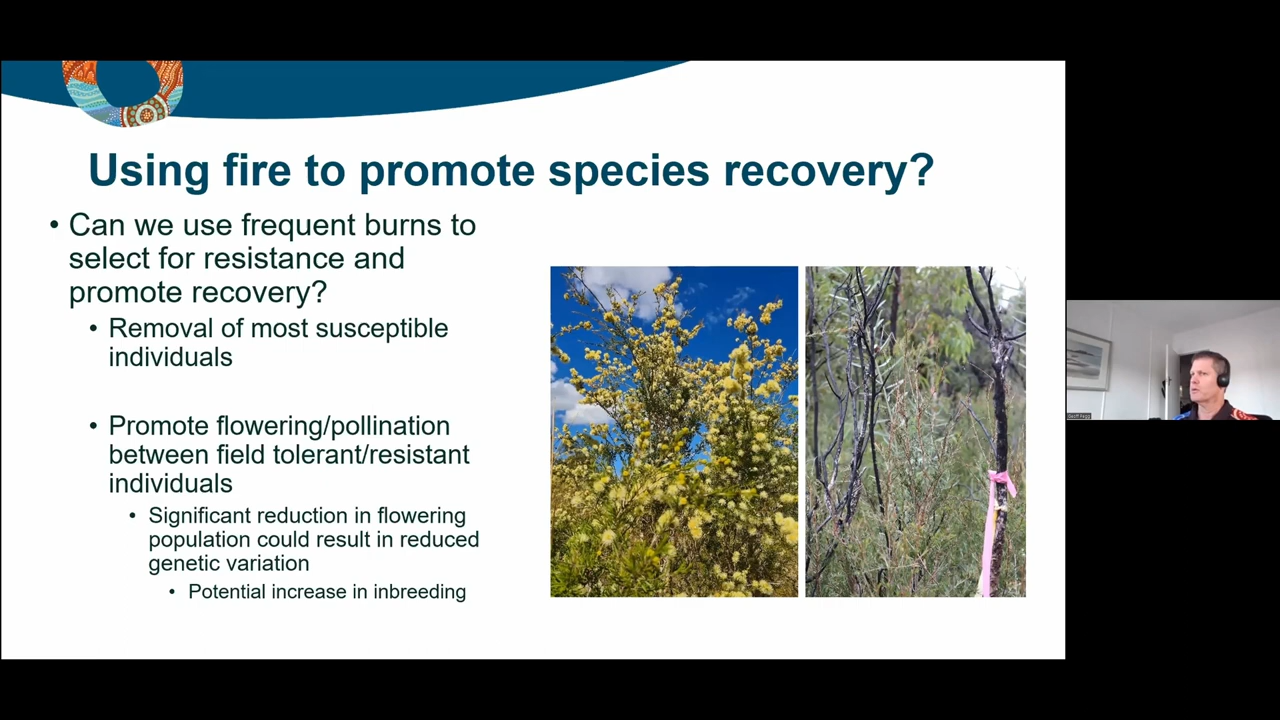 Using fire to promote species recovery?
• Can we use frequent burns to
select for resistance and
promote recovery?
• Removal of most susceptible
individuals
• Promote flowering/pollination
between field tolerant/resistant
individuals
• Significant reduction in flowering
population could result in reduced
genetic variation
• Potential increase in inbreeding
Geoff Pegg